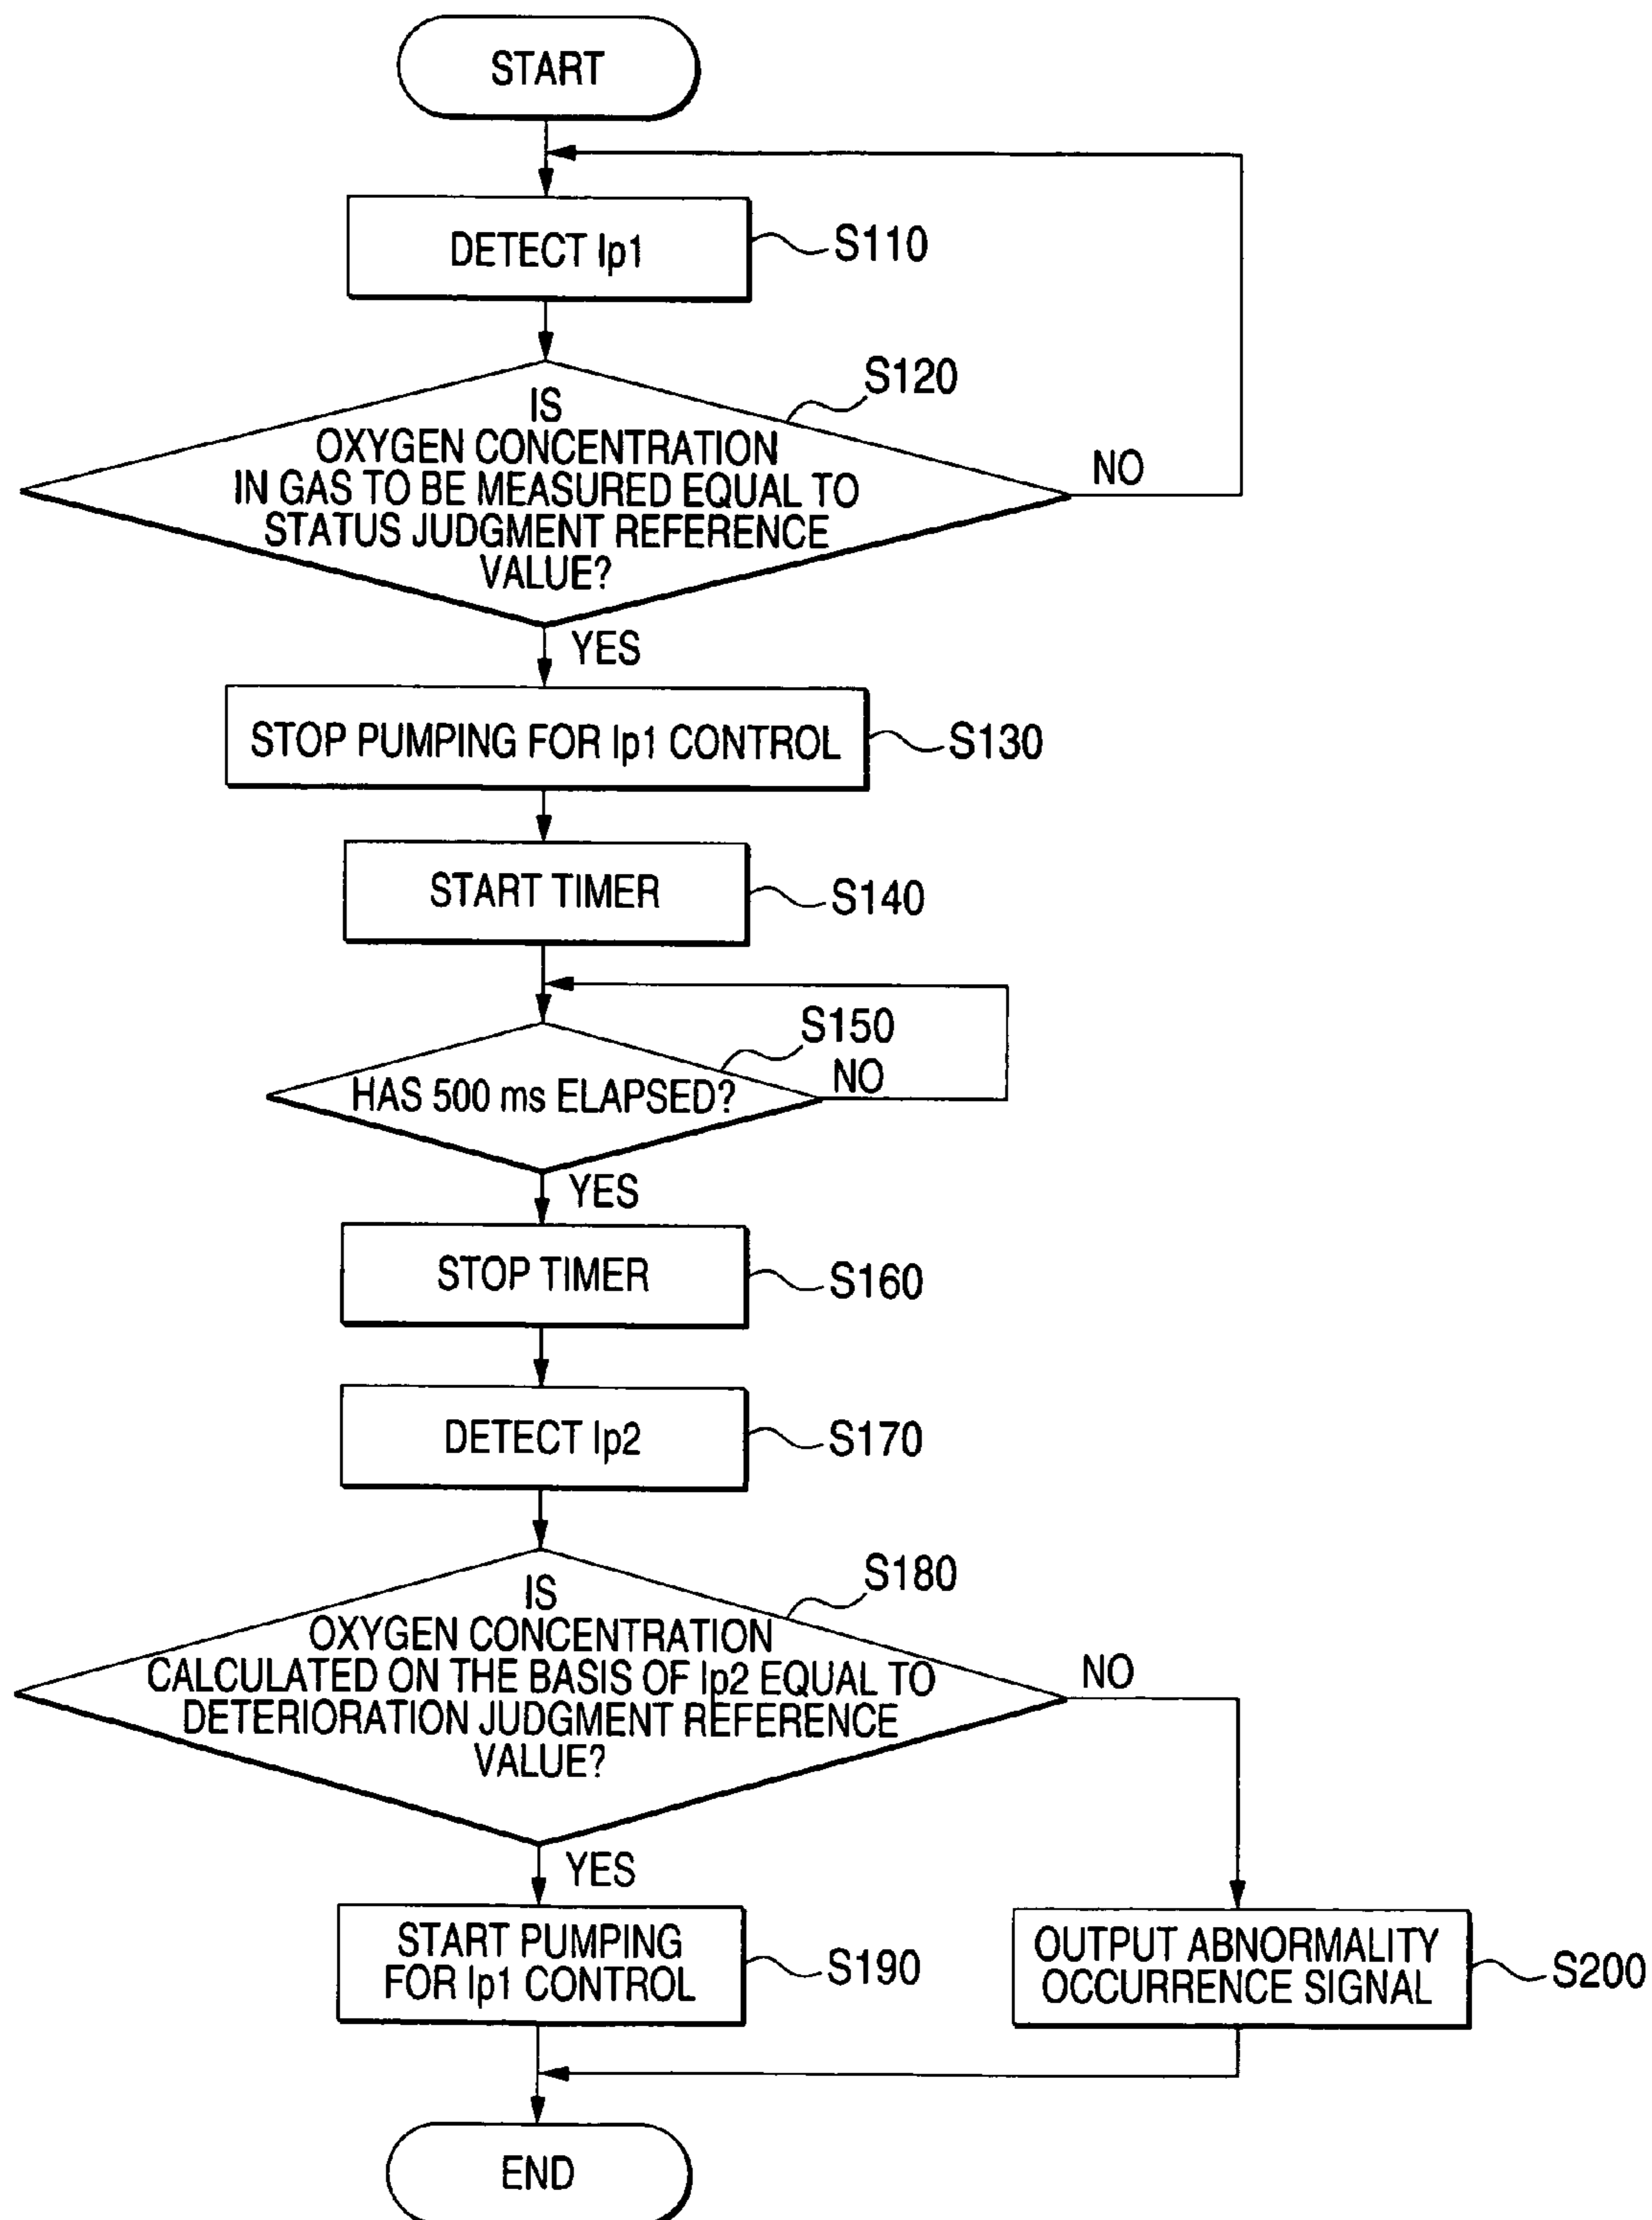 START
DETECT Ip1
S110
S120
IS
OXYGEN CONCENTRATION
IN GAS TO BE MEASURED EQUAL TO
STATUS JUDGMENT REFERENCE
VALUE?
NO
YES
STOP PUMPING FOR Ip1 CONTROL
S130
START TIMER
S140
S150
HAS 500 ms ELAPSED?
NO
YES
STOP TIMER
S160
DETECT Ip2
S170
S180
IS
OXYGEN CONCENTRATION
CALCULATED ON THE BASIS OF Ip2 EQUAL TO
DETERIORATION JUDGMENT REFERENCE
VALUE?
NO
YES
START PUMPING
FOR Ip1 CONTROL
S190
OUTPUT ABNORMALITY
OCCURRENCE SIGNAL
S200
END